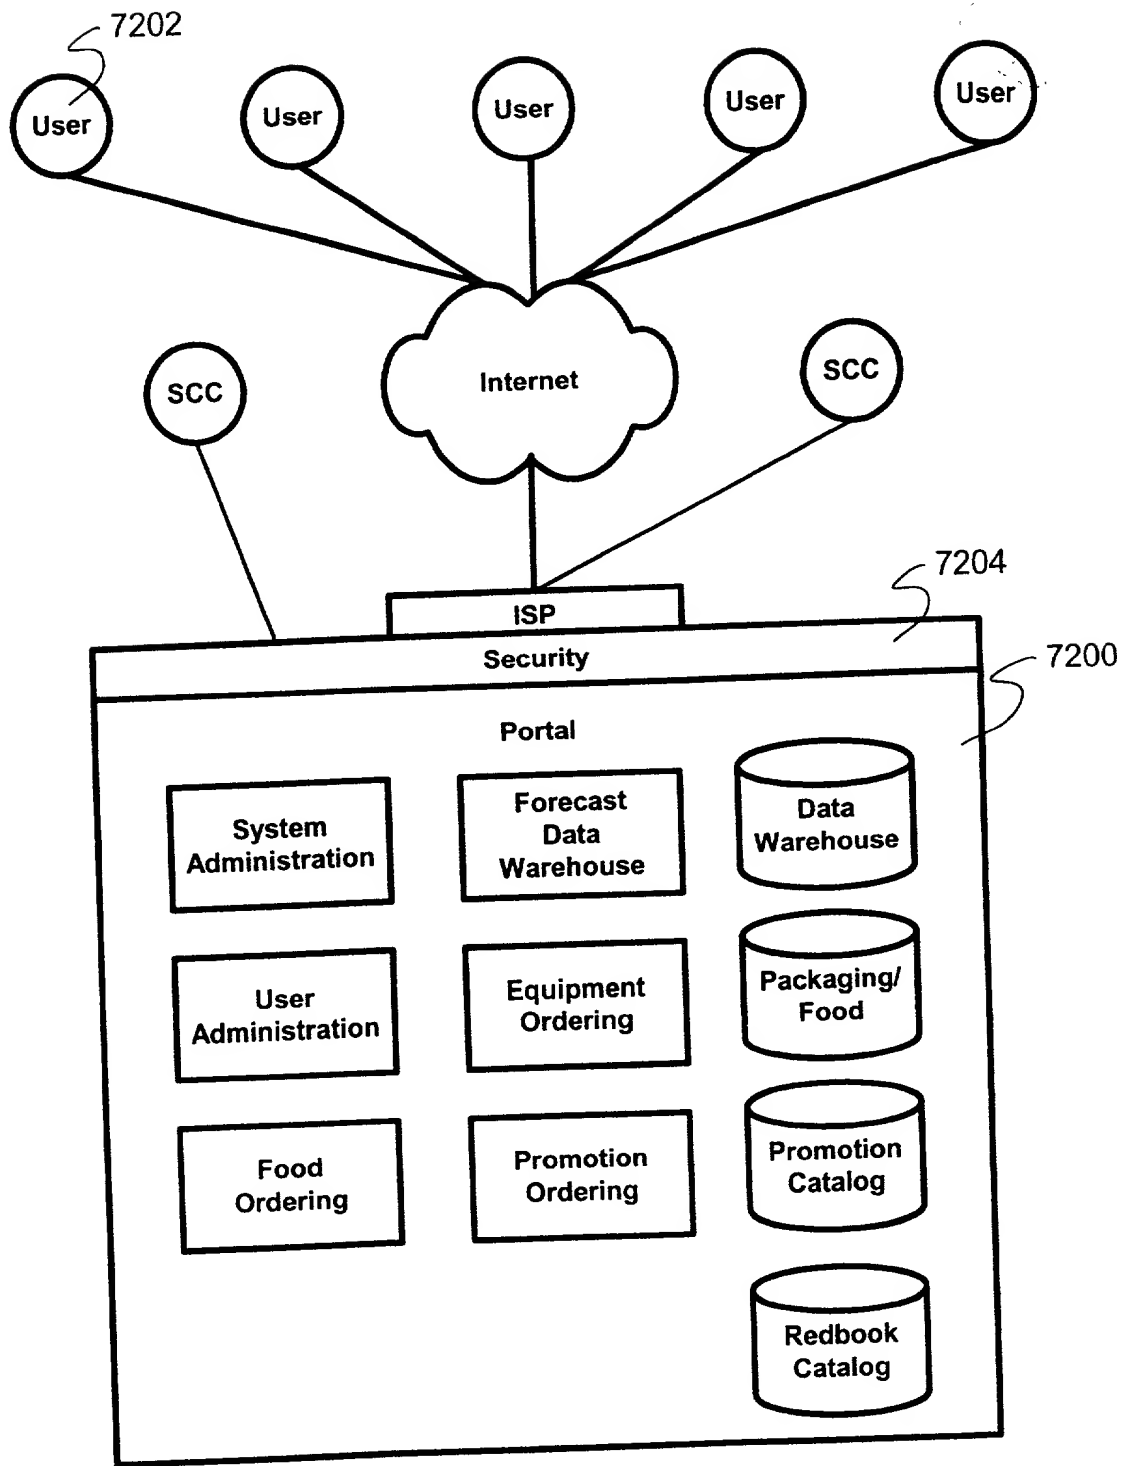 7202
User
User
User
User
User
Internet
SCC
SCC
7204
ISP
Security
7200
Portal
System
Administration
Forecast
Data
Warehouse
Data
Warehouse
User
Administration
Equipment
Ordering
Packaging/
Food
Food
Ordering
Promotion
Ordering
Promotion
Catalog
Redbook
Catalog